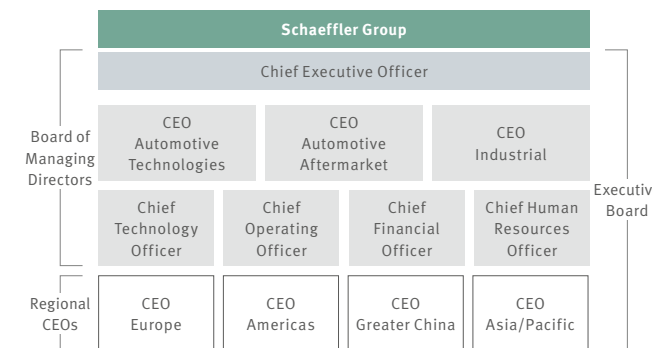 Schaeffler Group
Chief Executive Officer
Board of
Managing
Directors
CEO
Automotive
Technologies
CEO
Automotive
Aftermarket
CEO
Industrial
Executiv
Board
Chief
Technology
Officer
Chief
Operating
Officer
Chief
Financial
Officer
Chief Human
Resources
Officer
Regional
CEOs
CEO
Europe
CEO
Americas
CEO
Greater China
CEO
Asia/Pacific